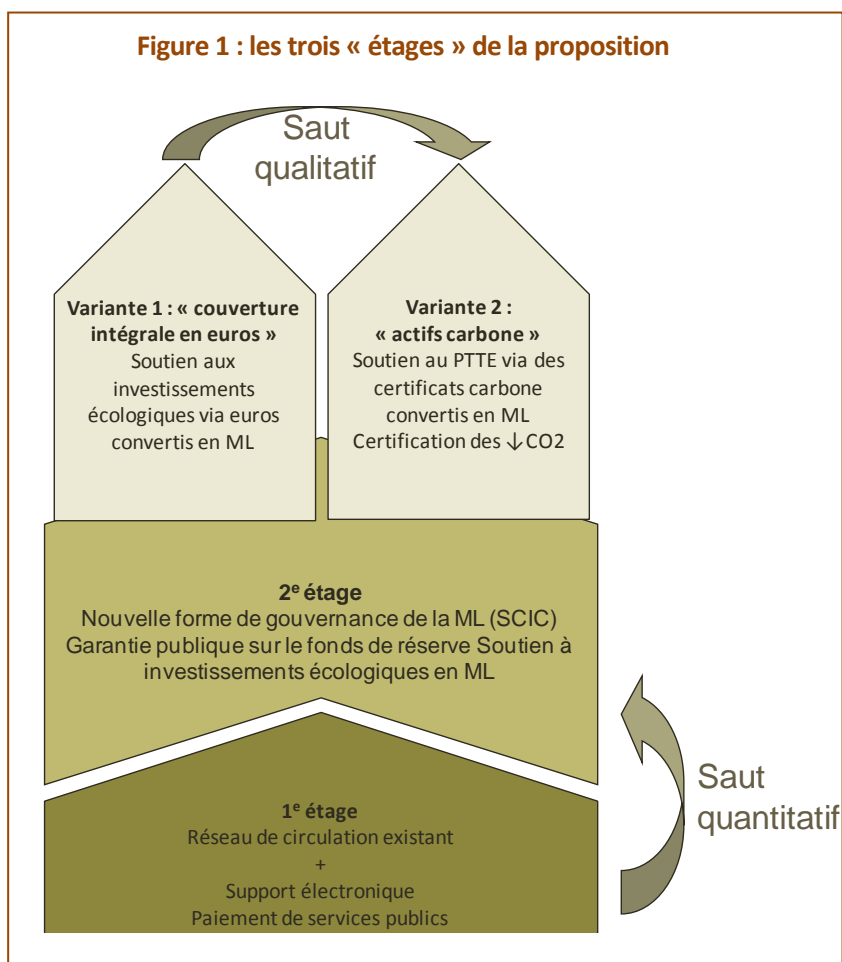 Figure 1 : les trois « étages » de la proposition
Saut
qualitatif
Variante 1 : « couverture
intégrale en euros »
Soutien aux
investissements
écologiques via euros
convertis en ML
Variante 2 :
« actifs carbone »
Soutien au PTTE via des
certificats carbone
convertis en ML
Certification des ↓CO2
2e étage
Nouvelle forme de gouvernance de la ML (SCIC)
Garantie publique sur le fonds de réserve Soutien à
investissements écologiques en ML
Saut
quantitatif
1e étage
Réseau de circulation existant
+
Support électronique
Paiement de services publics